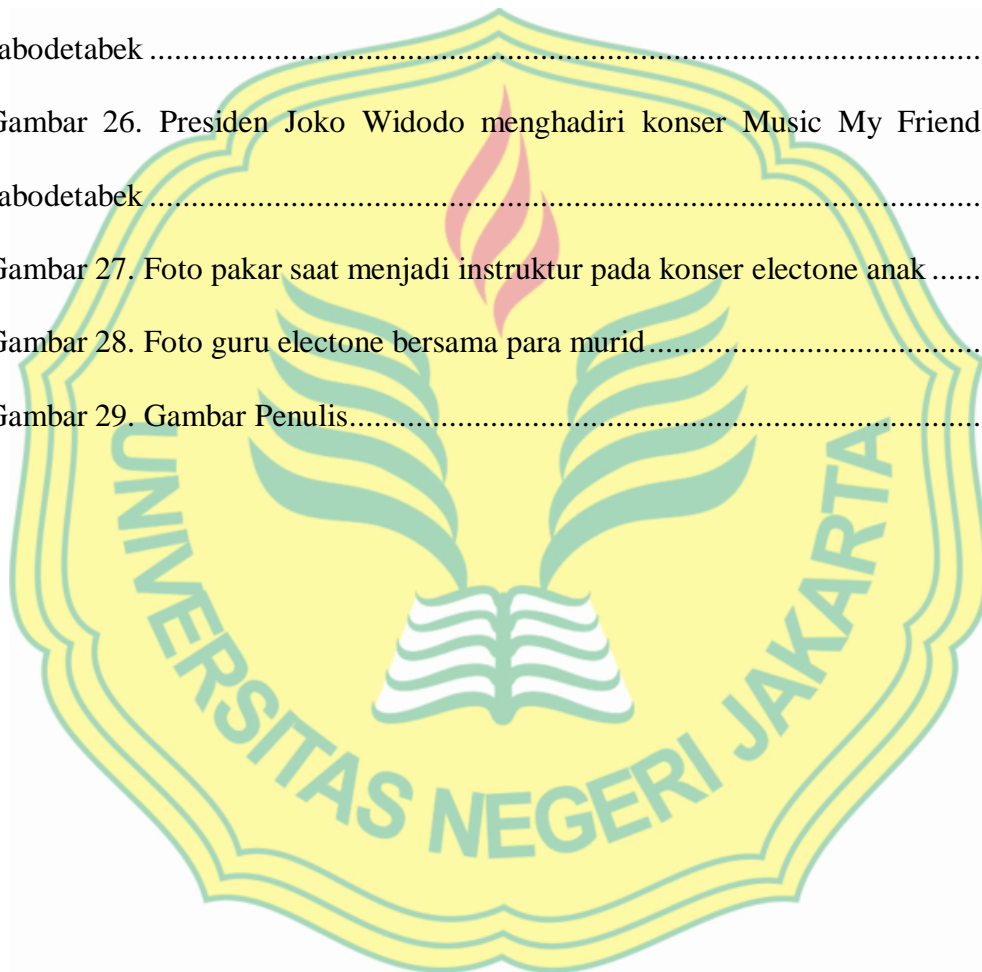 abodetabek ...............................................................................................
Gambar 26. Presiden Joko Widodo menghadiri konser Music My Friend
abodetabek ...............................................................................................
Gambar 27. Foto pakar saat menjadi instruktur pada konser electone anak ......
Gambar 28. Foto guru electone bersama para murid ......................................
Gambar 29. Gambar Penulis .........................................................................
UNIVERSITAS NEGERI JAKARTA